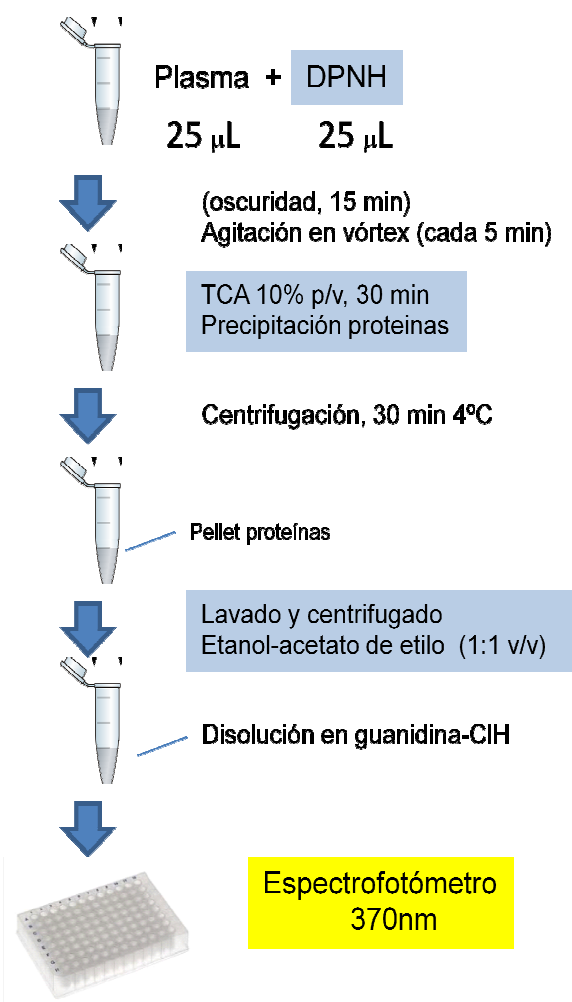 Plasma + DPNH
25 µL 25 µL
(oscuridad, 15 min)
Agitación en vórtex (cada 5 min)
TCA 10% p/v, 30 min
Precipitación proteinas
Centrifugación, 30 min 4ºC
Pellet proteínas
Lavado y centrifugado
Etanol-acetato de etilo (1:1 v/v)
Disolución en guanidina-ClH
Espectrofotómetro
370nm